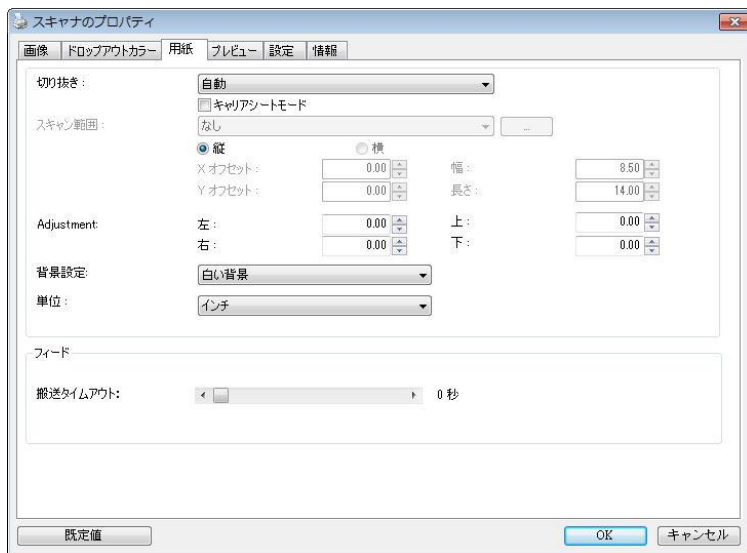 スキャナのプロパティ
画像 ドロップアウトカラー 用紙 プレビュー 設定 情報
切り抜き: 自動
キャリアシートモード
スキャン範囲: なし ...
縦 横
X オフセット: 0.00 幅: 8.50
Y オフセット: 0.00 長さ: 14.00
Adjustment: 左: 0.00 上: 0.00
右: 0.00 下: 0.00
背景設定: 白い背景
単位: インチ
フィード
搬送タイムアウト: 0 秒
既定値 OK キャンセル